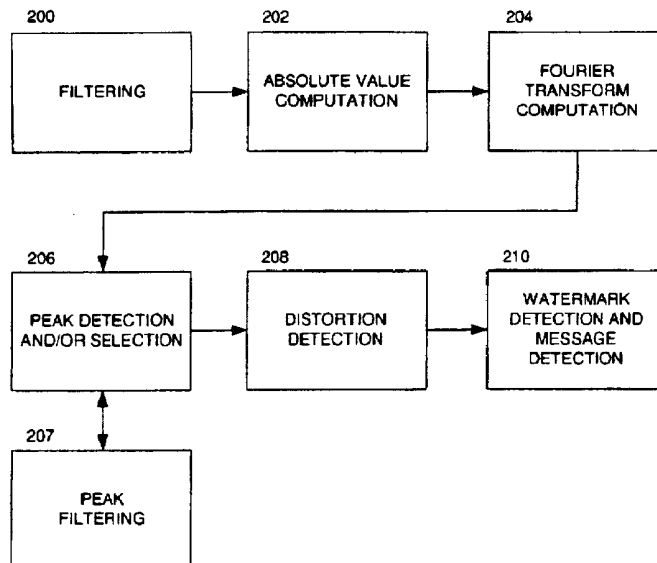 200
FILTERING
202
ABSOLUTE VALUE
COMPUTATION
204
FOURIER
TRANSFORM
COMPUTATION
206
PEAK DETECTION
AND/OR SELECTION
208
DISTORTION
DETECTION
210
WATERMARK
DETECTION AND
MESSAGE
DETECTION
207
PEAK
FILTERING